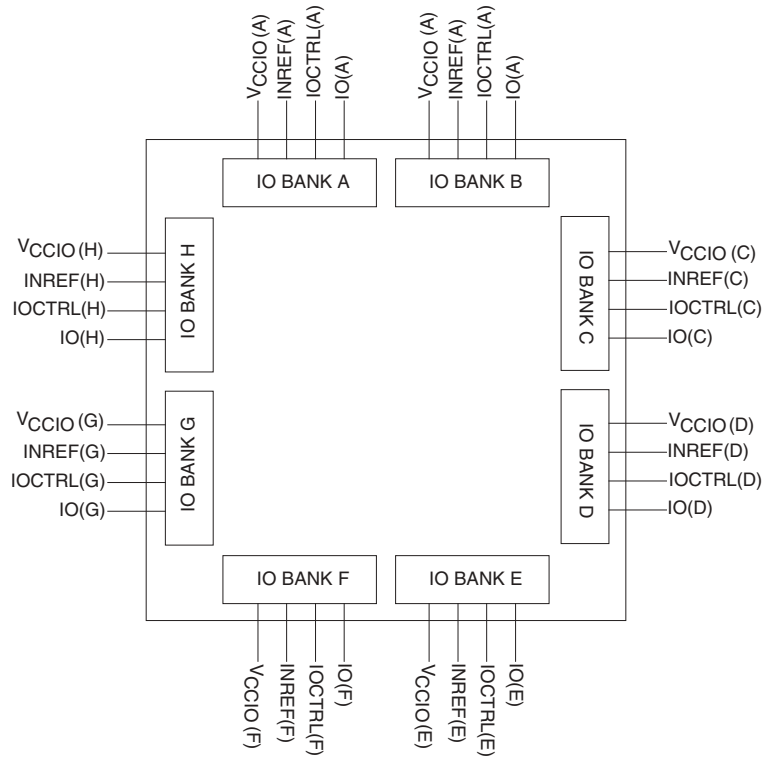 VCCIO (A)
INREF(A)
IOCTRL(A)
IO(A)
VCCIO (A)
INREF(A)
IOCTRL(A)
IO(A)
IO BANK A
IO BANK B
VCCIO (H)
INREF(H)
IOCTRL(H)
IO(H)
IO BANK H
IO BANK C
VCCIO (C)
INREF(C)
IOCTRL(C)
IO(C)
VCCIO (G)
INREF(G)
IOCTRL(G)
IO(G)
IO BANK G
IO BANK D
VCCIO (D)
INREF(D)
IOCTRL(D)
IO(D)
IO BANK F
IO BANK E
VCCIO (F)
INREF(F)
IOCTRL(F)
IO(F)
VCCIO(E)
INREF(E)
IOCTRL(E)
IO(E)